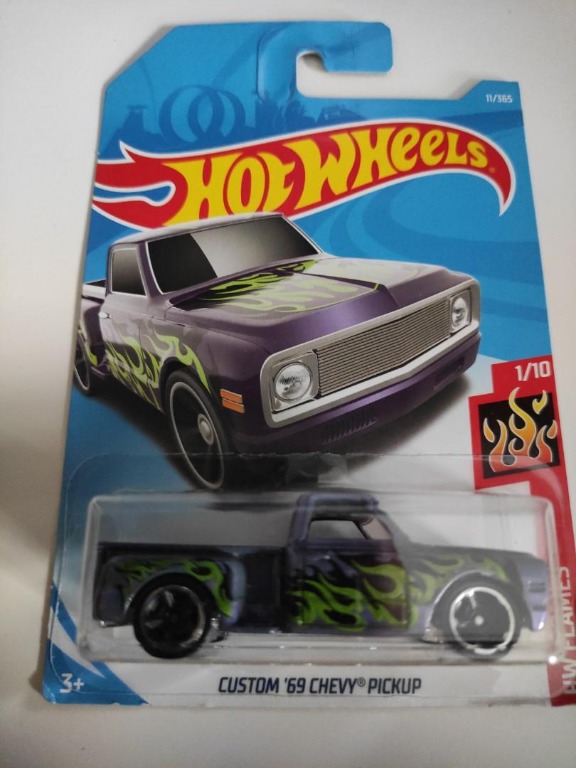 11/365
HOT WHEELS
1/10
HW FLAMES
3+
CUSTOM '69 CHEVY® PICKUP